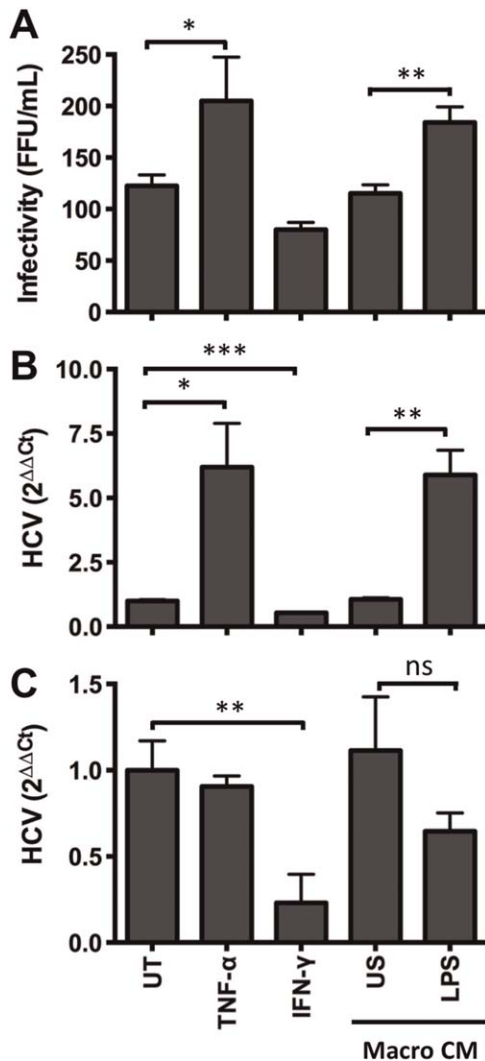 A
Infectivity (FFU/mL)
250
200
150
100
50
0
*
**
B
HCV (2^ΔΔCt)
10.0
7.5
5.0
2.5
0.0
***
*
**
C
HCV (2^ΔΔCt)
1.5
1.0
0.5
0.0
**
ns
UT
TNF-α
IFN-γ
US
LPS
Macro CM